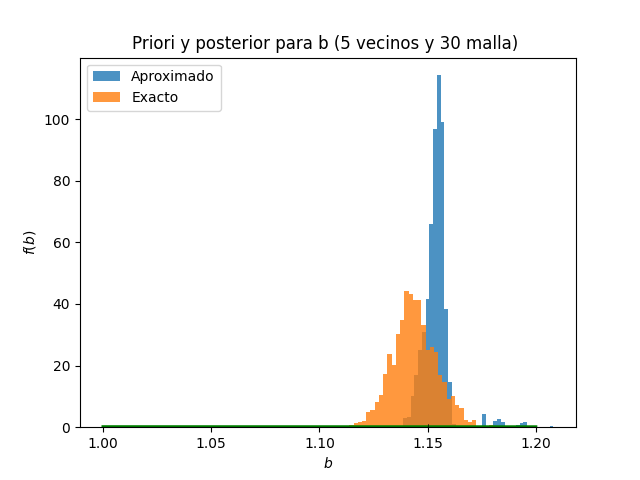 Priori y posterior para b (5 vecinos y 30 malla)
Aproximado
Exacto
f(b)
100
80
60
40
20
0
1.00 1.05 1.10 1.15 1.20
b